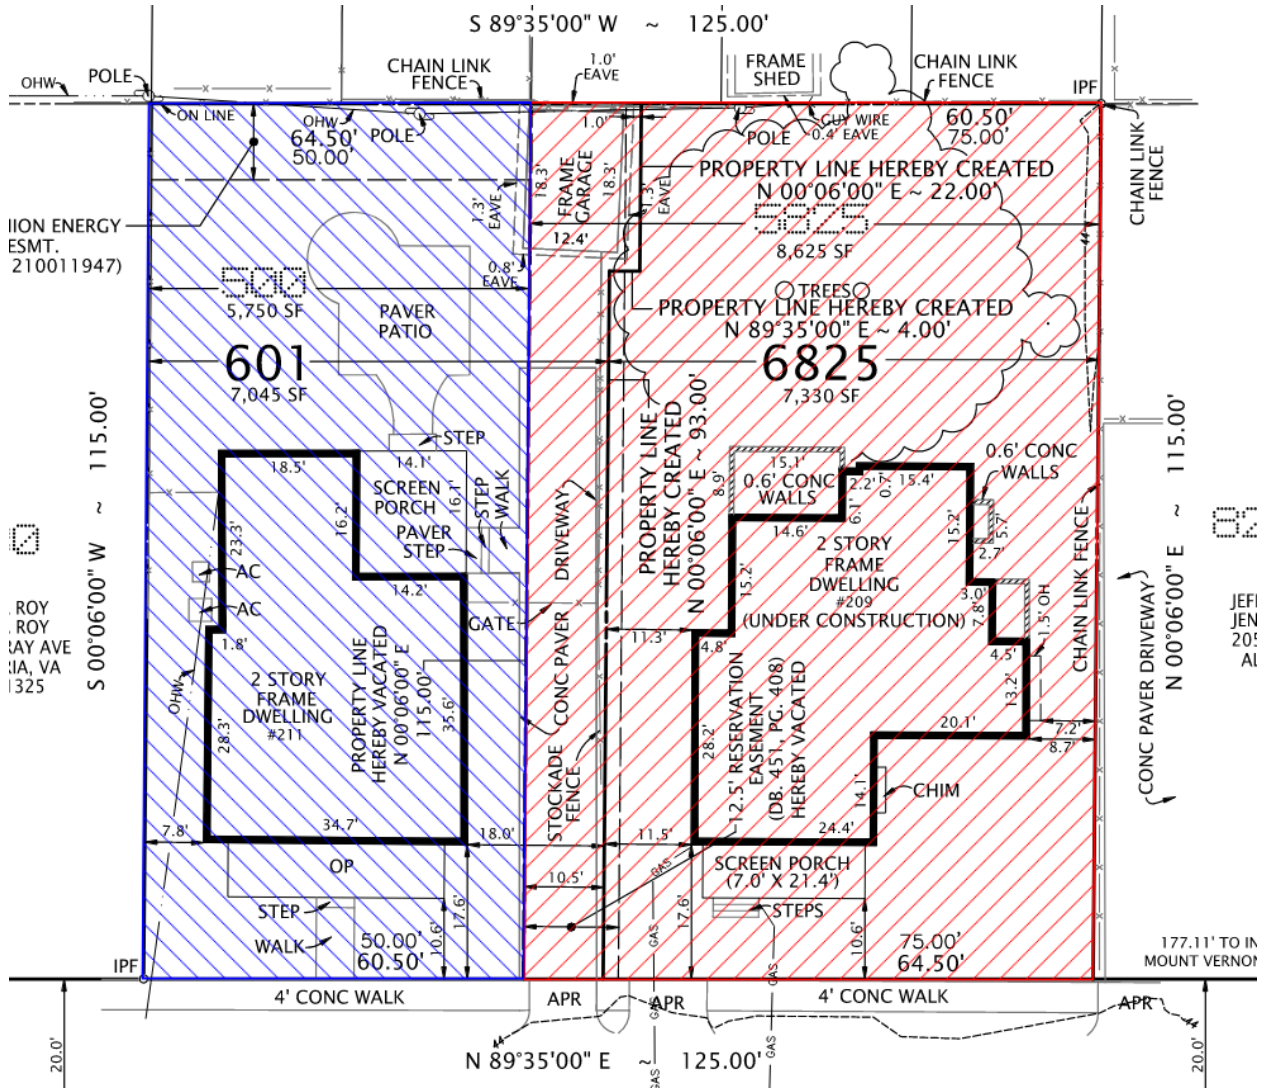 S 89°35'00" W ~ 125.00'
OHW
POLE
CHAIN LINK
FENCE
1.0'
EAVE
FRAME
SHED
CHAIN LINK
FENCE
IPF
ON LINE
OHW
64.50'
50.00'
POLE
1.0'
GUY WIRE
0.4' EAVE
POLE
60.50'
75.00'
CHAIN LINK
FENCE
18.3'
FRAME
GARAGE
18.3'
1.3'
EAVE
1.3'
EAVE
12.4'
0.8'
EAVE
PROPERTY LINE HEREBY CREATED
N 00°06'00" E ~ 22.00'
5825
8,625 SF
NION ENERGY
ESMT.
210011947)
500
5,750 SF
PAVER
PATIO
TREES
PROPERTY LINE HEREBY CREATED
N 89°35'00" E ~ 4.00'
601
7,045 SF
6825
7,330 SF
S 00°06'00" W ~ 115.00'
PROPERTY LINE
HEREBY CREATED
N 00°06'00" E ~ 93.00'
N 00°06'00" E ~ 115.00'
STEP
18.5'
14.1'
SCREEN
PORCH
16.2'
16.1'
STEP
WALK
PAVER
STEP
23.3'
AC
AC
14.2'
GATE
1.8'
OHW
28.3'
2 STORY
FRAME
DWELLING
#211
PROPERTY LINE
HEREBY VACATED
N 00°06'00" E
115.00'
35.6'
34.7'
7.8'
18.0'
CONC PAVER DRIVEWAY
STOCKADE
FENCE
15.1'
0.6' CONC
WALLS
8.9'
2.2'
0.7'
15.4'
6.1'
14.6'
0.6' CONC
WALLS
15.2'
5.7'
2.7'
2 STORY
FRAME
DWELLING
#209
(UNDER CONSTRUCTION)
15.2'
3.0'
7.8'
1.5' OH
11.3'
4.8'
4.5'
13.2'
CHAIN LINK FENCE
CONC PAVER DRIVEWAY
28.2'
12.5' RESERVATION
EASEMENT
(DB. 451, PG. 408)
HEREBY VACATED
20.1'
7.2'
8.7'
14.1'
CHIM
24.4'
11.5'
10.5'
OP
STEP
WALK
10.6'
17.6'
50.00'
60.50'
SCREEN PORCH
(7.0' X 21.4')
STEPS
17.6'
10.6'
75.00'
64.50'
GAS
GAS
GAS
GAS
GAS
GAS
0
ROY
ROY
RAY AVE
RIA, VA
1325
82
JEFI
JEN
205
AL
177.11' TO IN
MOUNT VERNON
IPF
4' CONC WALK
APR
APR
4' CONC WALK
APR
20.0'
20.0'
N 89°35'00" E ~ 125.00'